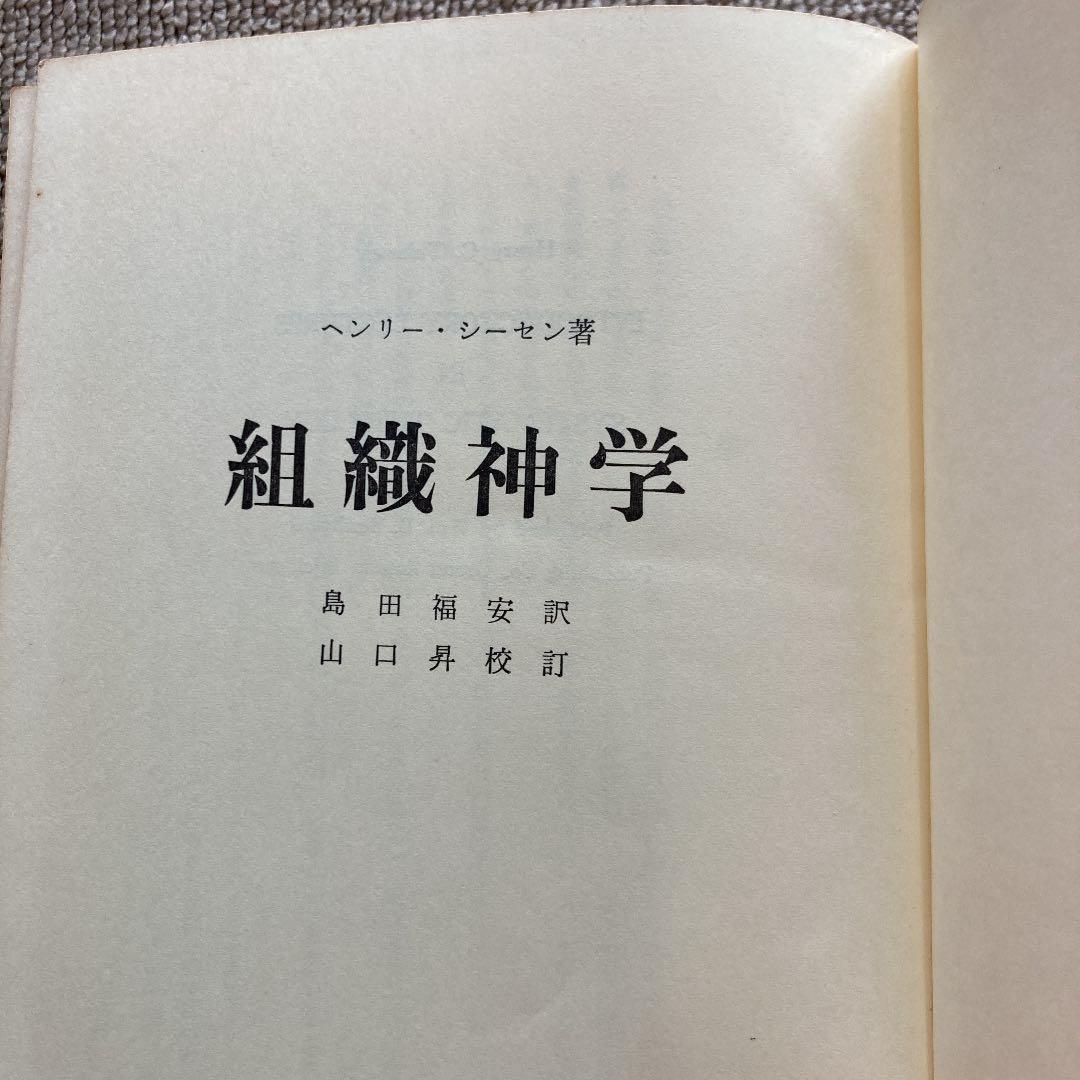 ヘンリー・シーセン著
組織神学
島田福安訳
山口昇校訂